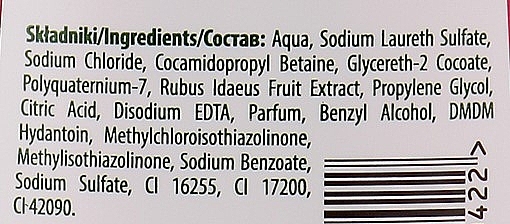 Składniki/Ingredients/Состав: Aqua, Sodium Laureth Sulfate,
Sodium Chloride, Cocamidopropyl Betaine, Glycereth-2 Cocoate,
Polyquaternium-7, Rubus Idaeus Fruit Extract, Propylene Glycol,
Citric Acid, Disodium EDTA, Parfum, Benzyl Alcohol, DMDM
Hydantoin, Methylchloroisothiazolinone,
Methylisothiazolinone, Sodium Benzoate,
Sodium Sulfate, CI 16255, CI 17200,
CI 42090.
422>